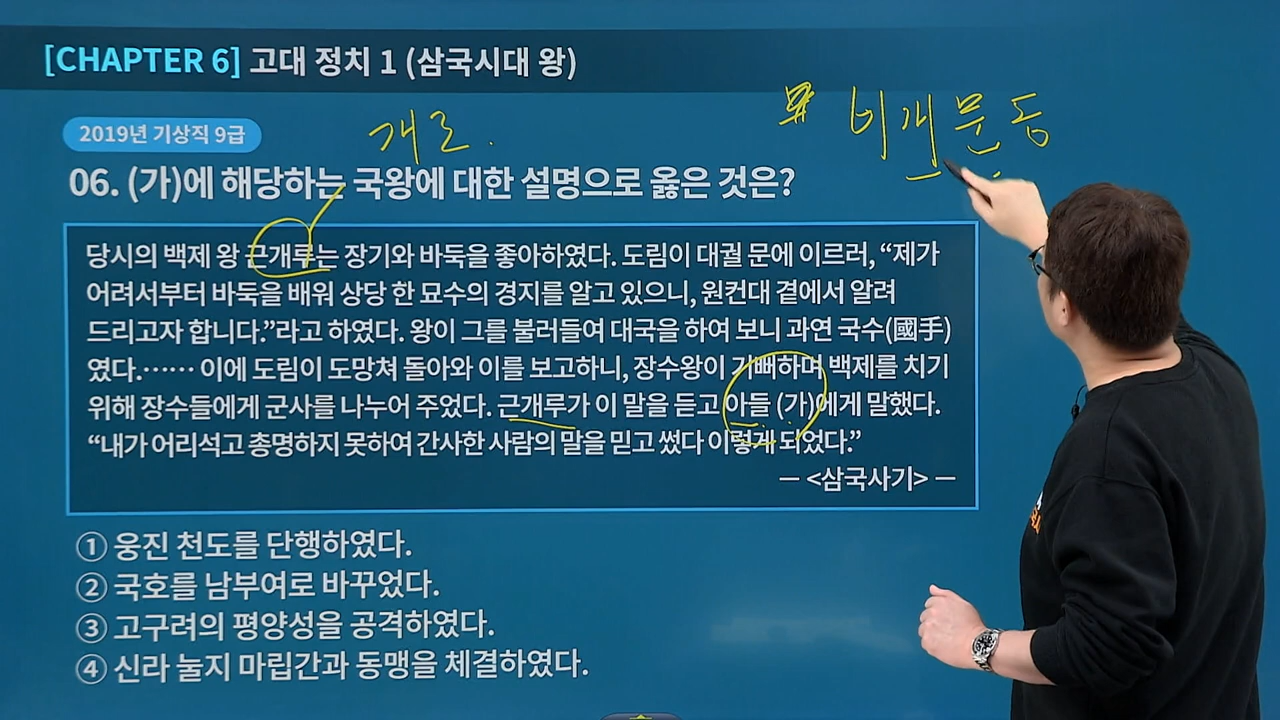 [CHAPTER 6] 고대 정치 1 (삼국시대 왕)
2019년 기상직 9급
개로.
비개문동
06. (가)에 해당하는 국왕에 대한 설명으로 옳은 것은?
당시의 백제 왕 근개루는 장기와 바둑을 좋아하였다. 도림이 대궐 문에 이르러, “제가
어려서부터 바둑을 배워 상당 한 묘수의 경지를 알고 있으니, 원컨대 곁에서 알려
드리고자 합니다.”라고 하였다. 왕이 그를 불러들여 대국을 하여 보니 과연 국수(國手)
였다.…… 이에 도림이 도망쳐 돌아와 이를 보고하니, 장수왕이 기뻐하며 백제를 치기
위해 장수들에게 군사를 나누어 주었다. 근개루가 이 말을 듣고 아들 (가)에게 말했다.
“내가 어리석고 총명하지 못하여 간사한 사람의 말을 믿고 썼다 이렇게 되었다.”
— <삼국사기> —
① 웅진 천도를 단행하였다.
② 국호를 남부여로 바꾸었다.
③ 고구려의 평양성을 공격하였다.
④ 신라 눌지 마립간과 동맹을 체결하였다.